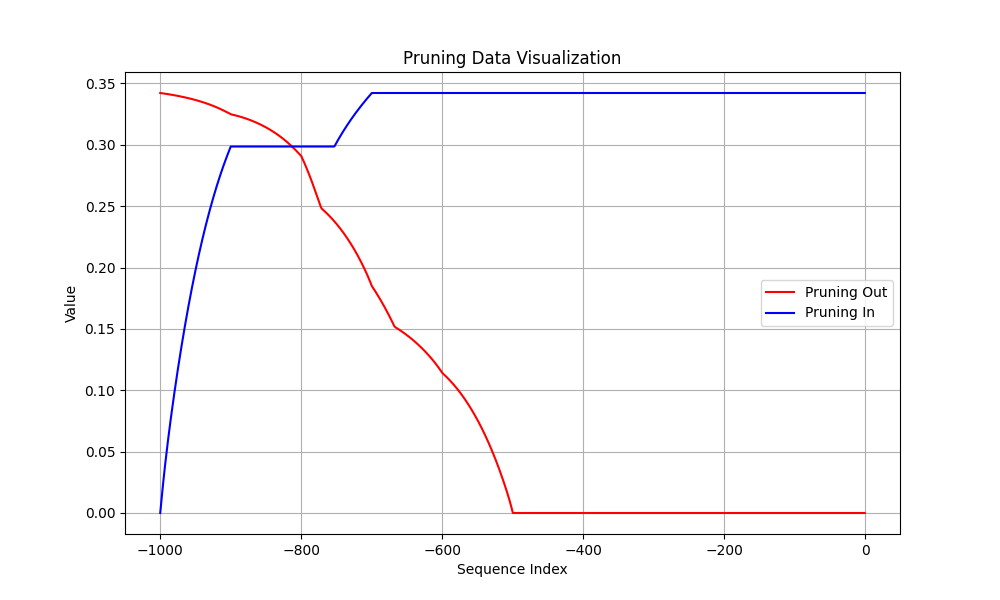 Pruning Data Visualization
0.35
0.30
0.25
0.20
0.15
0.10
0.05
0.00
Value
Pruning Out
Pruning In
−1000
−800
−600
−400
−200
0
Sequence Index